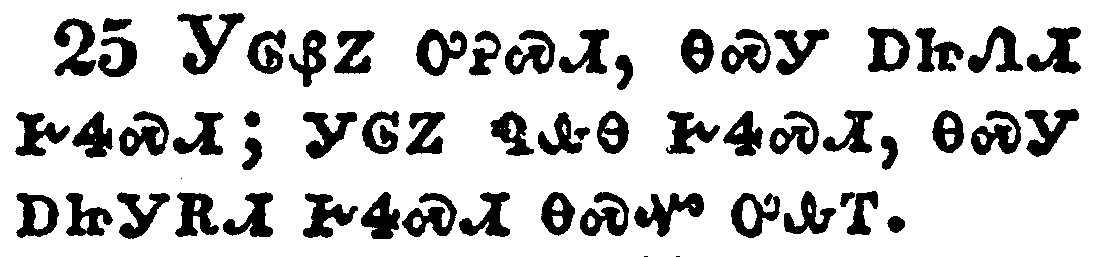 25 ᎩᎶᏰᏃ ᎤᎮᏍᏗ, ᎾᏍᎩ ᎠᏥᏁᏗ
ᎨᏎᏍᏗ; ᎩᎶᏃ ᏄᎲᎾ ᎨᏎᏍᏗ, ᎾᏍᎩ
ᎠᏥᎩᎡᏗ ᎨᏎᏍᏗ ᎾᏍᏉ ᎤᎲᎢ.